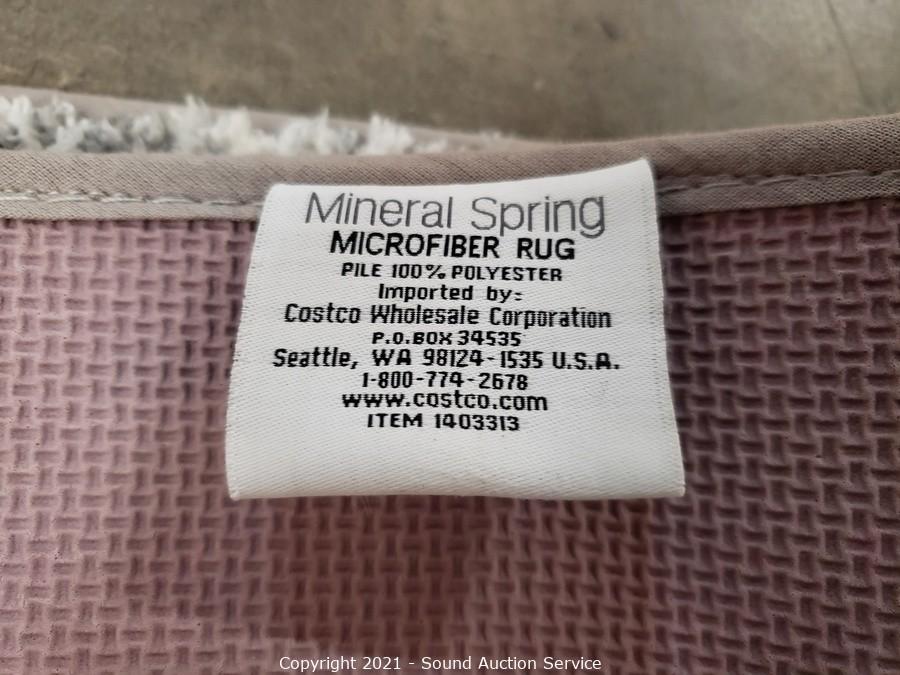 Mineral Spring
MICROFIBER RUG
PILE 100% POLYESTER
Imported by:
Costco Wholesale Corporation
P.O.BOX 34535
Seattle, WA 98124-1535 U.S.A.
1-800-774-2678
www.costco.com
ITEM 1403313
Copyright 2021 - Sound Auction Service